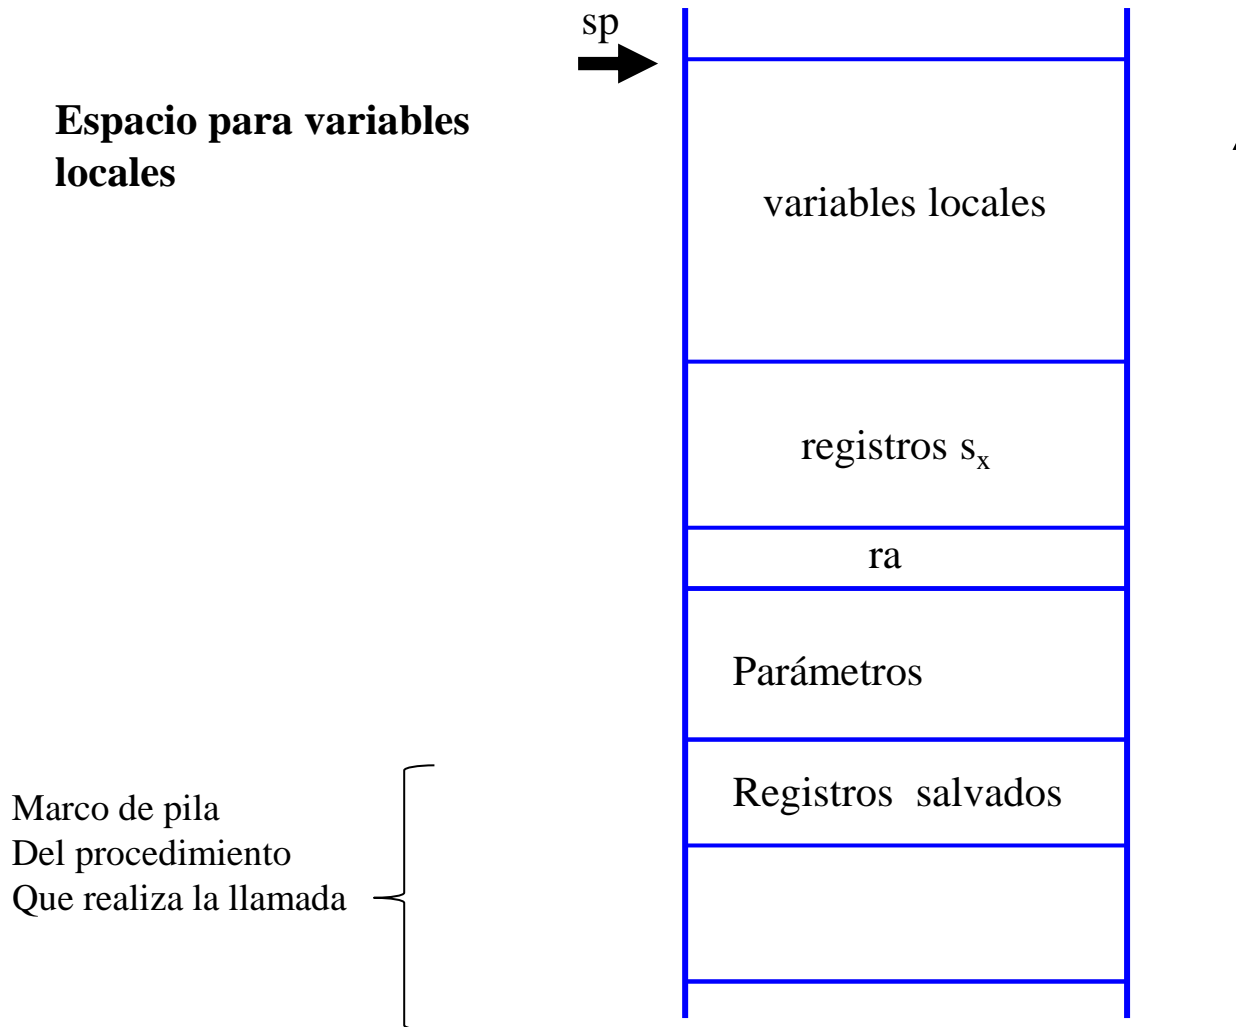 sp
Espacio para variables
locales
variables locales
registros sₓ
ra
Parámetros
Registros salvados
Marco de pila
Del procedimiento
Que realiza la llamada